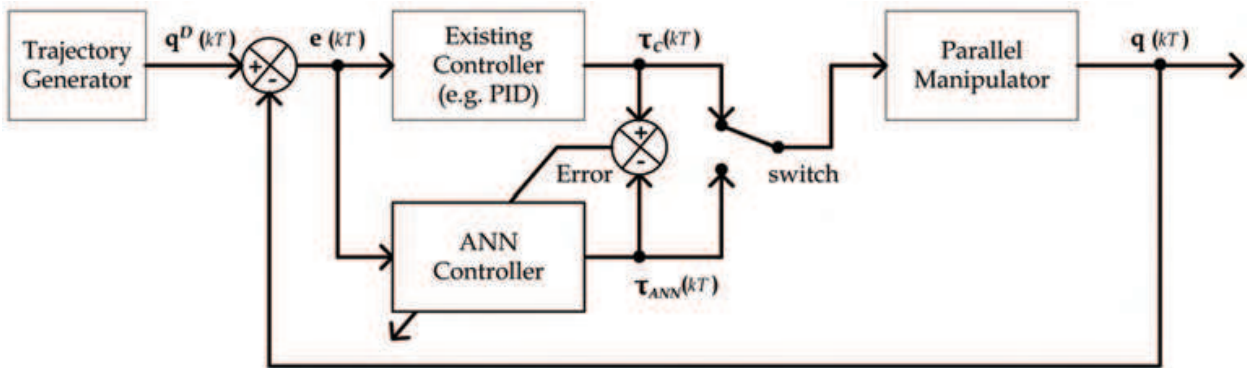 Trajectory
Generator
q^D (kT)
+
-
e (kT)
Existing
Controller
(e.g. PID)
τ_C(kT)
+
-
Error
ANN
Controller
τ_ANN(kT)
switch
Parallel
Manipulator
q (kT)